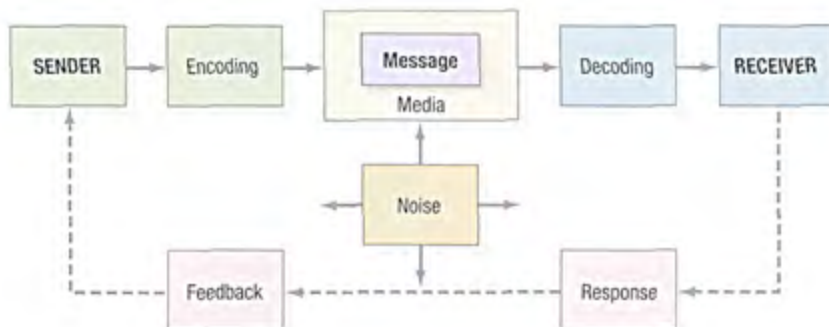 SENDER
Encoding
Message
Media
Decoding
RECEIVER
Noise
Feedback
Response